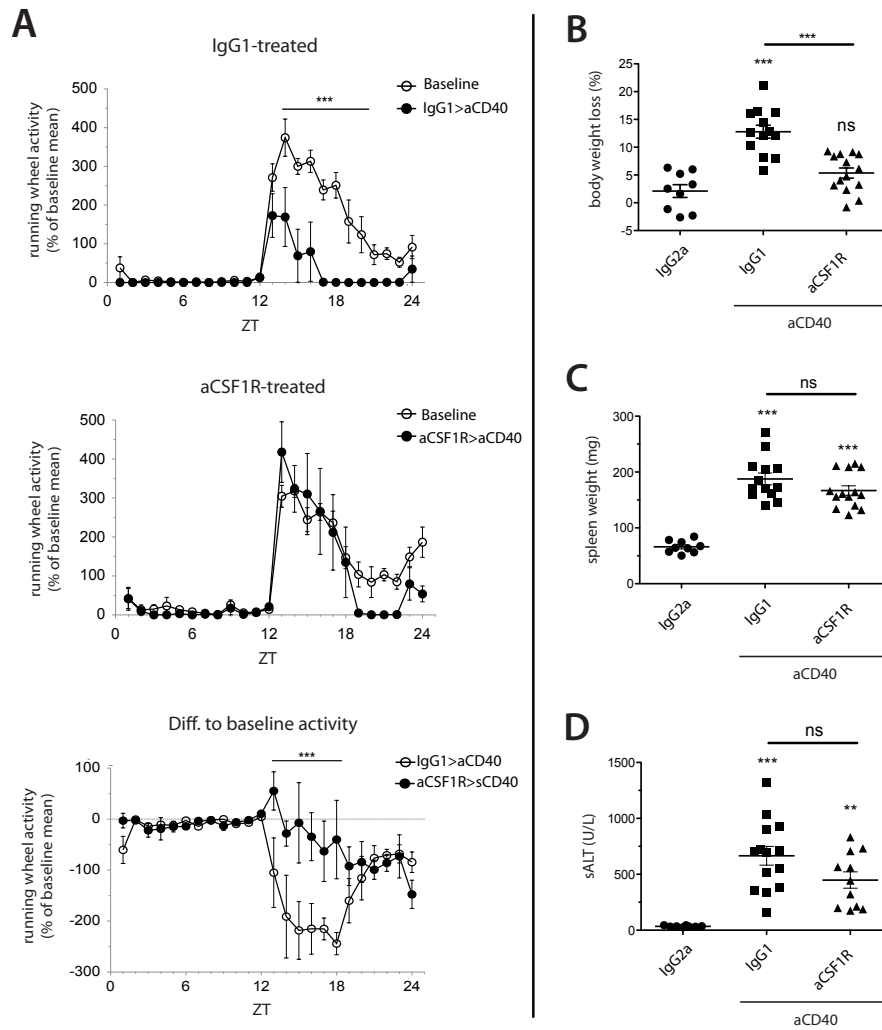 A
IgG1-treated
***
Baseline
IgG1>aCD40
500
400
300
200
100
0
running wheel activity
(% of baseline mean)
0
6
12
18
24
ZT
aCSF1R-treated
Baseline
aCSF1R>aCD40
500
400
300
200
100
0
running wheel activity
(% of baseline mean)
0
6
12
18
24
ZT
Diff. to baseline activity
***
IgG1>aCD40
aCSF1R>sCD40
100
0
-100
-200
-300
running wheel activity
(% of baseline mean)
0
6
12
18
24
ZT
B
***
***
ns
25
20
15
10
5
0
-5
body weight loss (%)
IgG2a
IgG1
aCSF1R
aCD40
C
ns
***
***
300
200
100
0
spleen weight (mg)
IgG2a
IgG1
aCSF1R
aCD40
D
ns
***
**
1500
1000
500
0
sALT (U/L)
IgG2a
IgG1
aCSF1R
aCD40